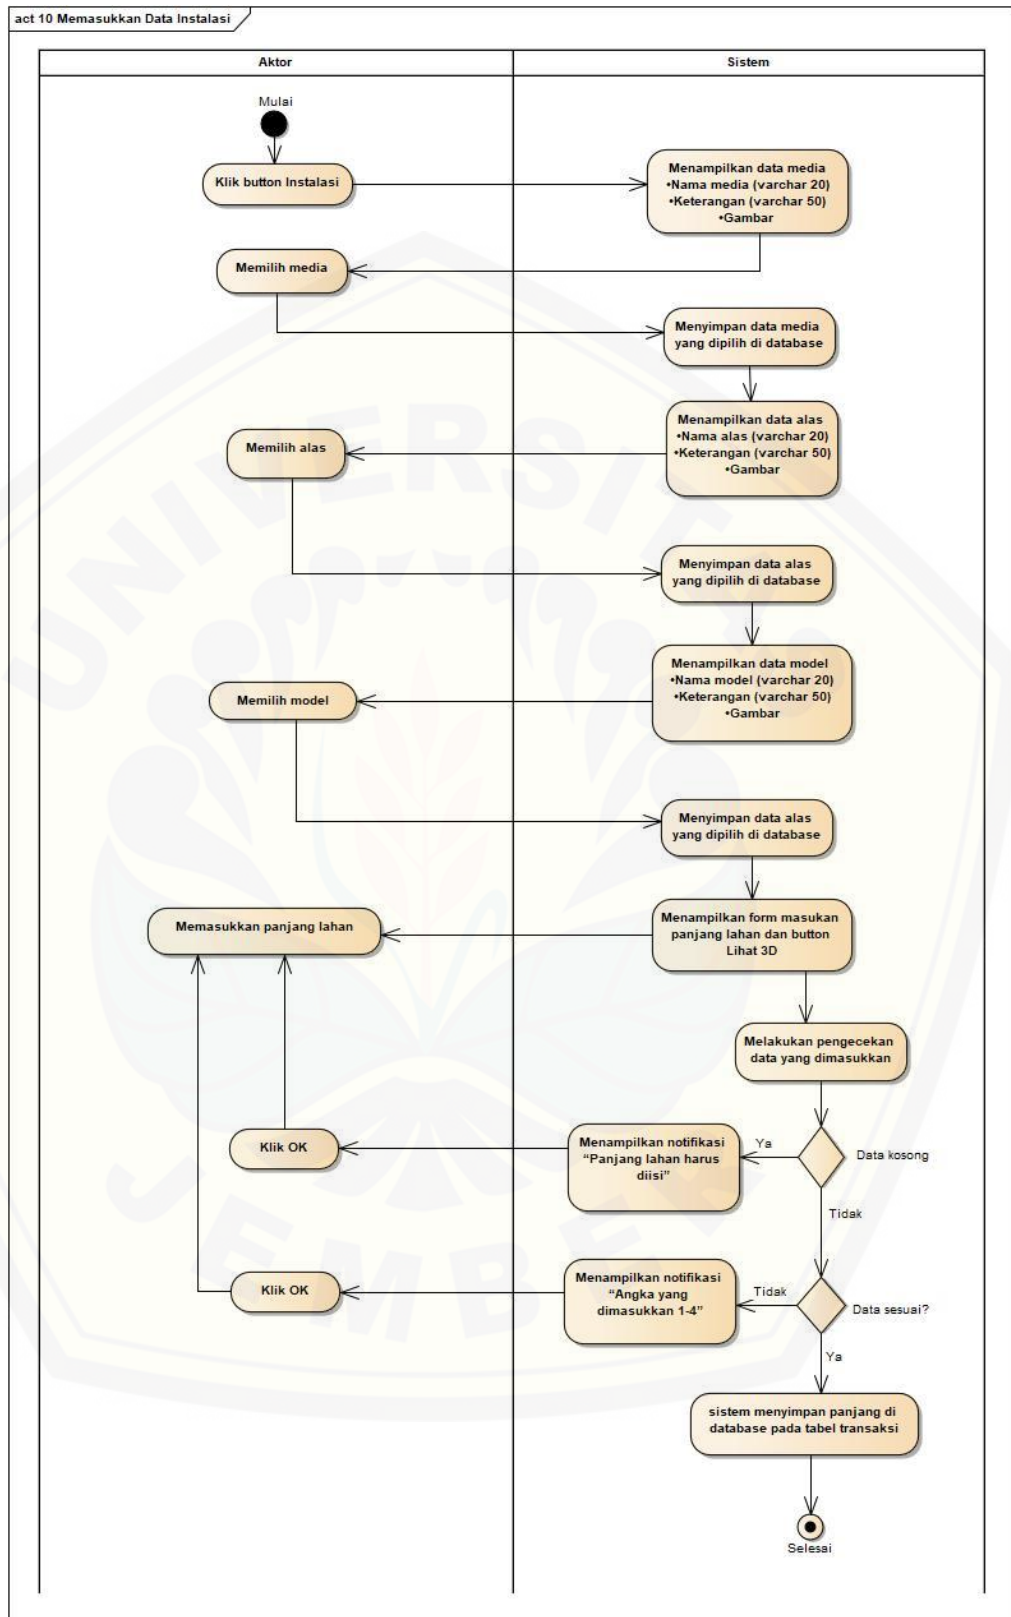 act 10 Memasukkan Data Instalasi
Aktor
Sistem
Mulai
Klik button Instalasi
Menampilkan data media
•Nama media (varchar 20)
•Keterangan (varchar 50)
•Gambar
Memilih media
Menyimpan data media
yang dipilih di database
Menampilkan data alas
•Nama alas (varchar 20)
•Keterangan (varchar 50)
•Gambar
Memilih alas
Menyimpan data alas
yang dipilih di database
Menampilkan data model
•Nama model (varchar 20)
•Keterangan (varchar 50)
•Gambar
Memilih model
Menyimpan data alas
yang dipilih di database
Menampilkan form masukan
panjang lahan dan button
Lihat 3D
Memasukkan panjang lahan
Melakukan pengecekan
data yang dimasukkan
Data kosong
Ya
Menampilkan notifikasi
“Panjang lahan harus
diisi”
Klik OK
Tidak
Data sesuai?
Tidak
Menampilkan notifikasi
“Angka yang
dimasukkan 1-4”
Klik OK
Ya
sistem menyimpan panjang di
database pada tabel transaksi
Selesai
UNIVERSITAS
JEMBER